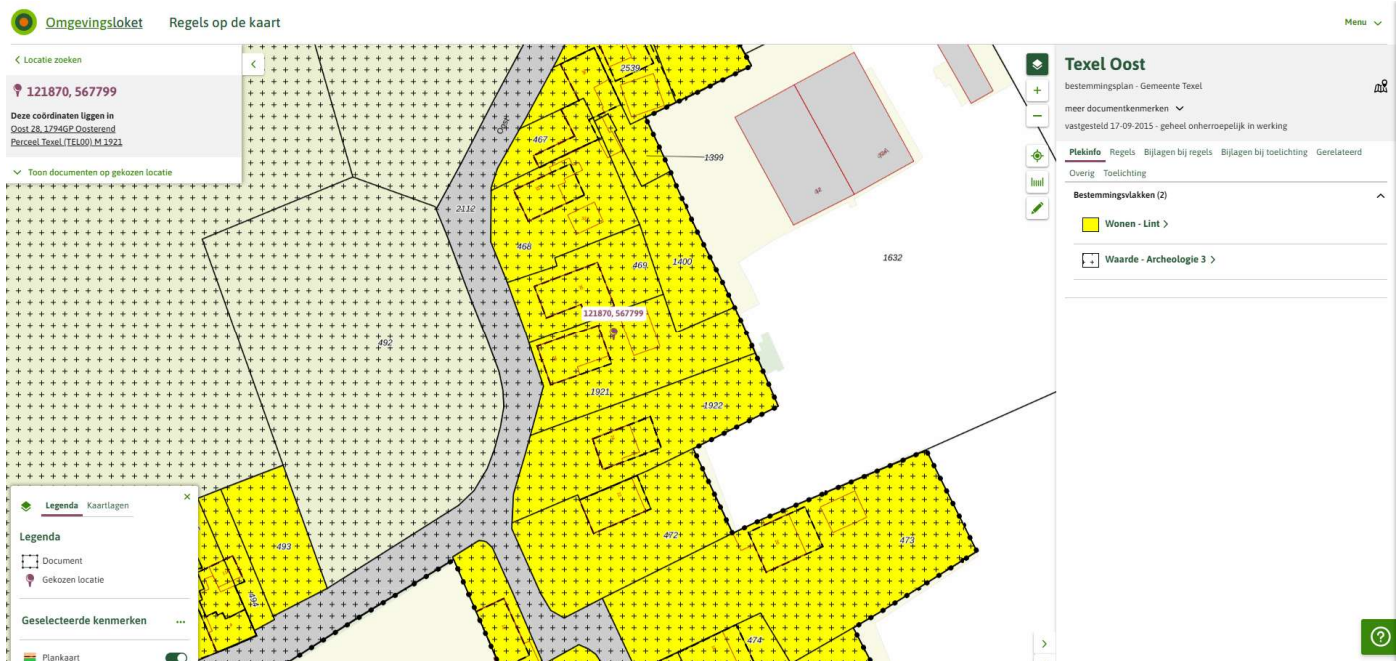 Omgevingsloket
Regels op de kaart
Menu
Locatie zoeken
121870, 567799
Deze coördinaten liggen in
Oost 28, 1794GP Oosterend
Perceel Texel (TEL00) M 1921
Toon documenten op gekozen locatie
Legenda
Kaartlagen
Legenda
Document
Gekozen locatie
Geselecteerde kenmerken
Plankaart
2539
Oost
467
1399
2112
468
469
1400
1632
121870, 567799
492
1921
1922
472
473
493
494
474
Texel Oost
bestemmingsplan - Gemeente Texel
meer documentkenmerken
vastgesteld 17-09-2015 - geheel onherroepelijk in werking
Plekinfo Regels Bijlagen bij regels Bijlagen bij toelichting Gerelateerd
Overig Toelichting
Bestemmingsvlakken (2)
Wonen - Lint
Waarde - Archeologie 3